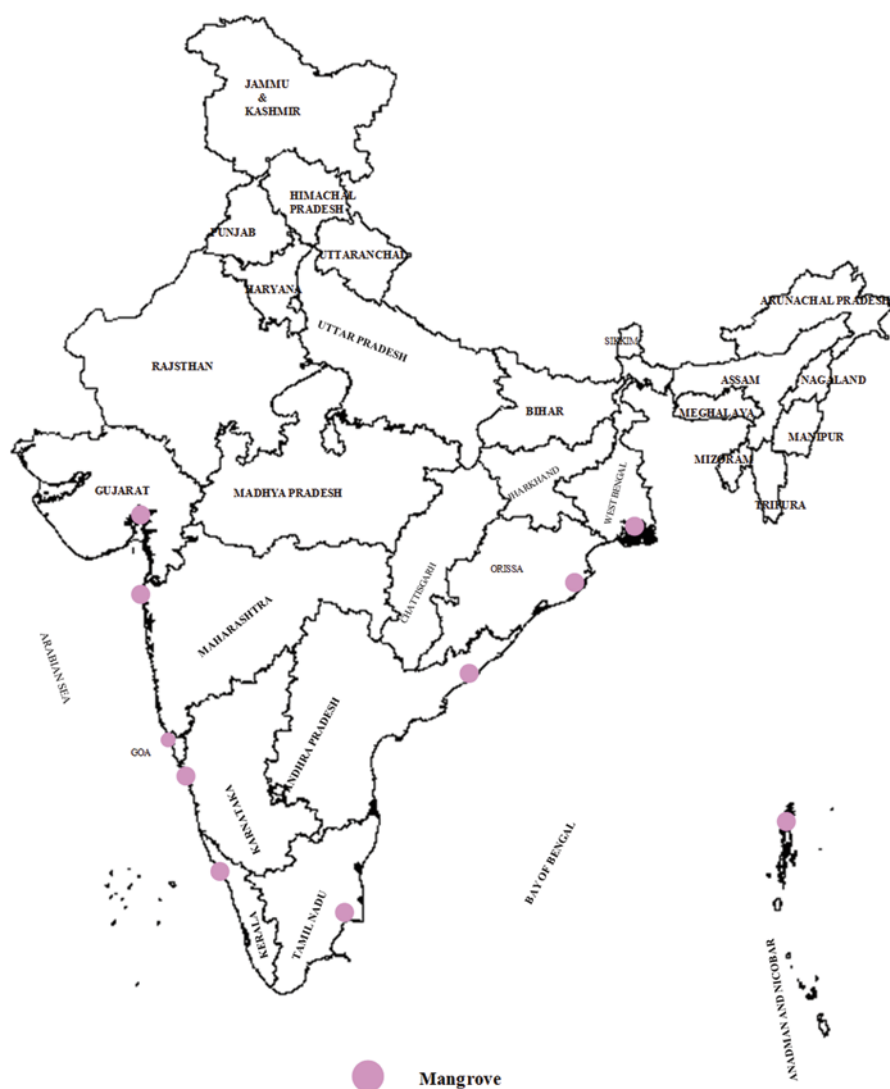 JAMMU
&
KASHMIR
HIMACHAL
PRADESH
PUNJAB
UTTARANCHAL
HARYANA
ARUNACHAL PRADESH
UTTAR PRADESH
SIKKIM
RAJSTHAN
ASSAM
NAGALAND
BIHAR
MEGHALAYA
MANIPUR
MIZORAM
GUJARAT
MADHYA PRADESH
JHARKHAND
WEST BENGAL
TRIPURA
ORISSA
CHATTISGARH
MAHARASHTRA
ARABIAN SEA
GOA
ANDHRA PRADESH
KARNATAKA
BAY OF BENGAL
KERALA
TAMIL NADU
ANADMAN AND NICOBAR
Mangrove